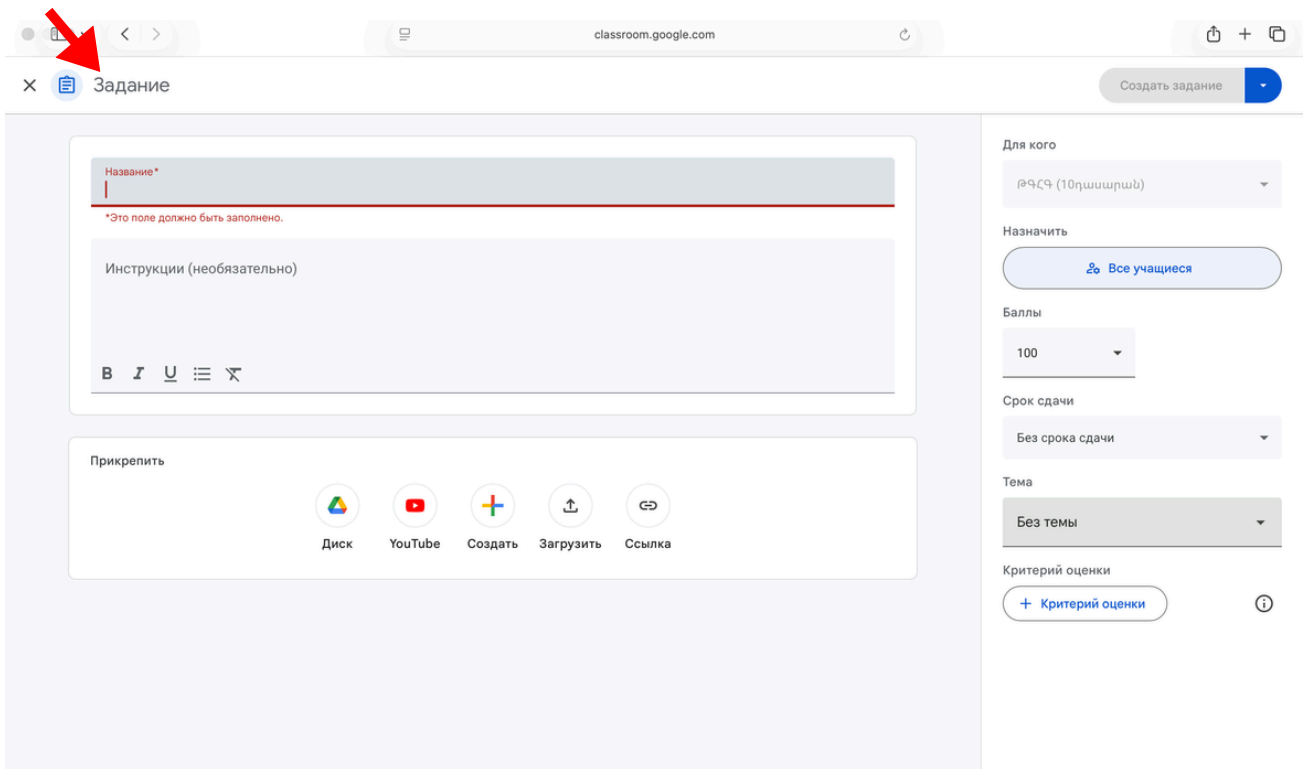 classroom.google.com
Задание
Создать задание
Название*
*Это поле должно быть заполнено.
Инструкции (необязательно)
B I U
Прикрепить
Диск
YouTube
Создать
Загрузить
Ссылка
Для кого
ԹԳՀԳ (10դասարան)
Назначить
Все учащиеся
Баллы
100
Срок сдачи
Без срока сдачи
Тема
Без темы
Критерий оценки
+ Критерий оценки